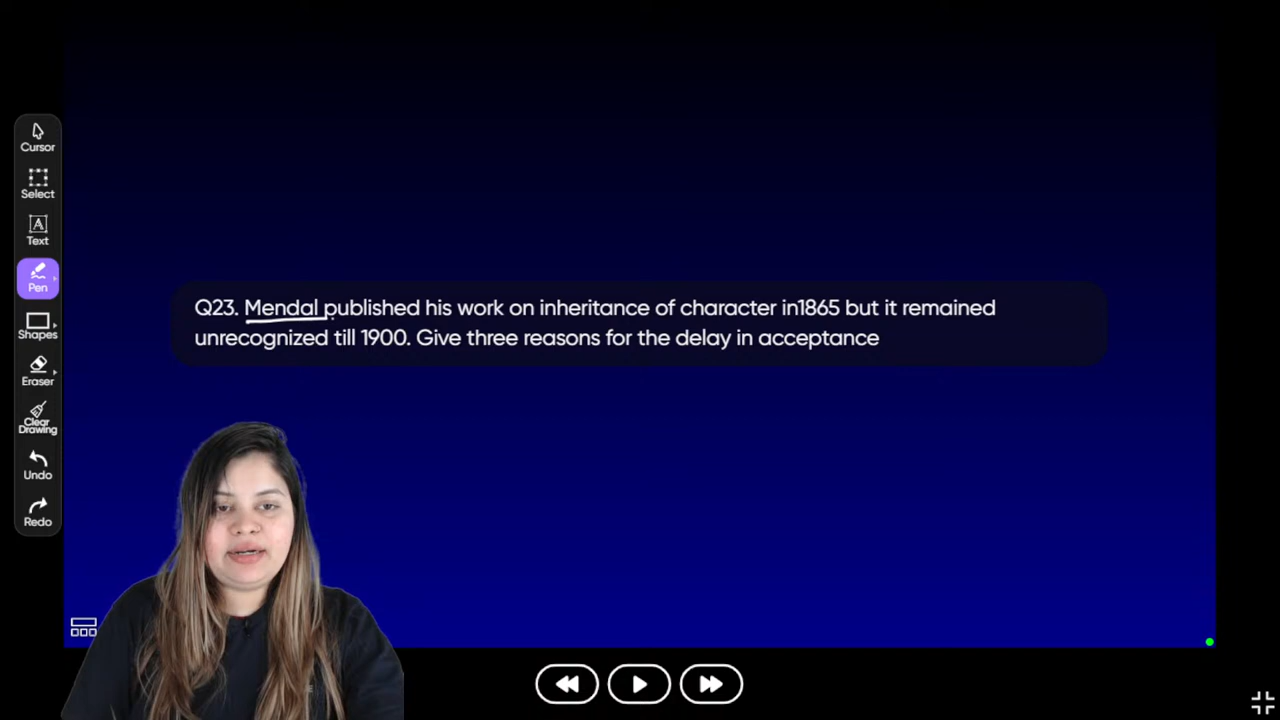 Cursor
Select
Text
Pen
Shapes
Eraser
Clear
Drawing
Undo
Redo
Q23. Mendal published his work on inheritance of character in1865 but it remained
unrecognized till 1900. Give three reasons for the delay in acceptance